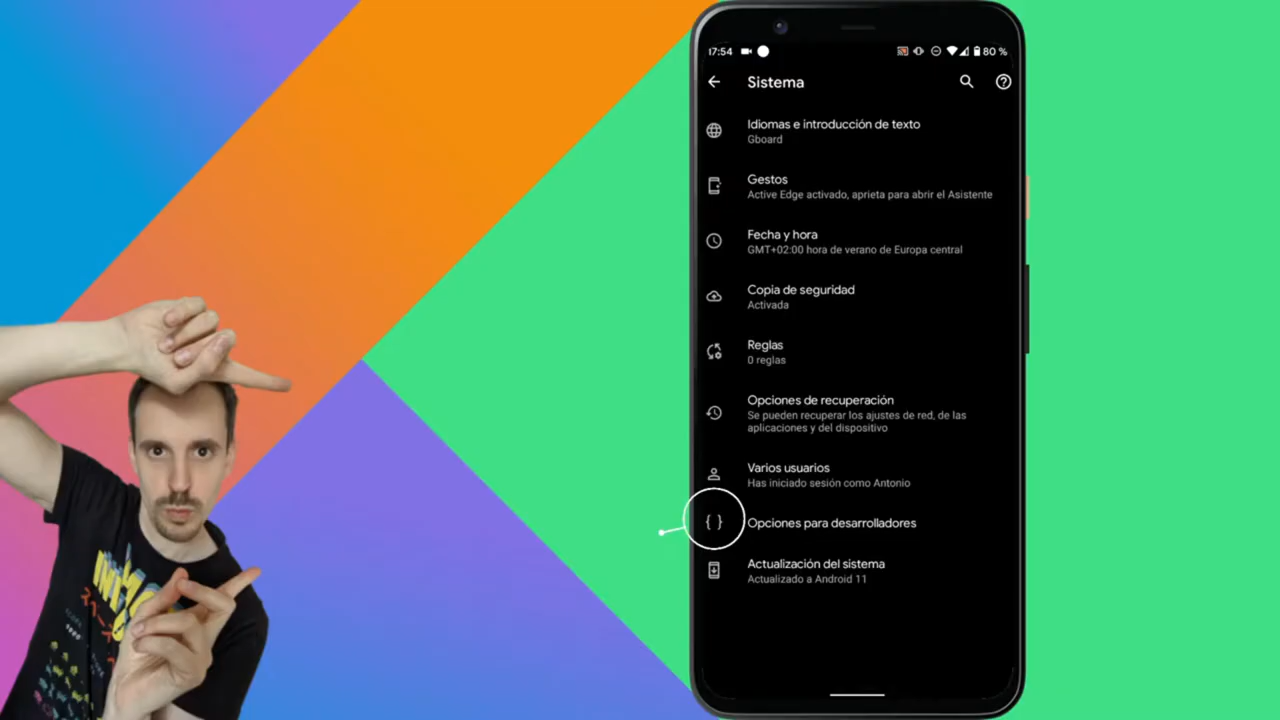 17:54
80 %
Sistema
Idiomas e introducción de texto
Gboard
Gestos
Active Edge activado, aprieta para abrir el Asistente
Fecha y hora
GMT+02:00 hora de verano de Europa central
Copia de seguridad
Activada
Reglas
0 reglas
Opciones de recuperación
Se pueden recuperar los ajustes de red, de las
aplicaciones y del dispositivo
Varios usuarios
Has iniciado sesión como Antonio
{ } Opciones para desarrolladores
Actualización del sistema
Actualizado a Android 11